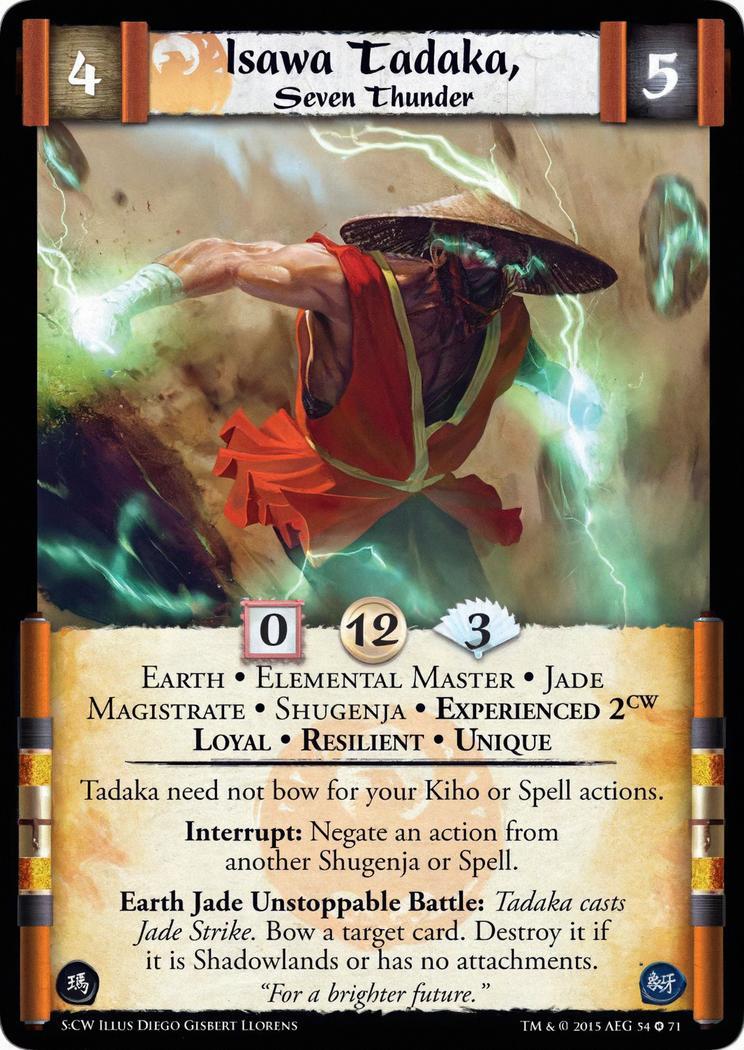 4
Isawa Tadaka,
5
Seven Thunder
0
12
3
Earth • Elemental Master • Jade
Magistrate • Shugenja • Experienced 2CW
Loyal • Resilient • Unique
Tadaka need not bow for your Kiho or Spell actions.
Interrupt: Negate an action from
another Shugenja or Spell.
Earth Jade Unstoppable Battle: Tadaka casts
Jade Strike. Bow a target card. Destroy it if
it is Shadowlands or has no attachments.
“For a brighter future.”
瑪
象牙
S:CW Illus Diego Gisbert Llorens
TM & © 2015 AEG 54 ✪ 71